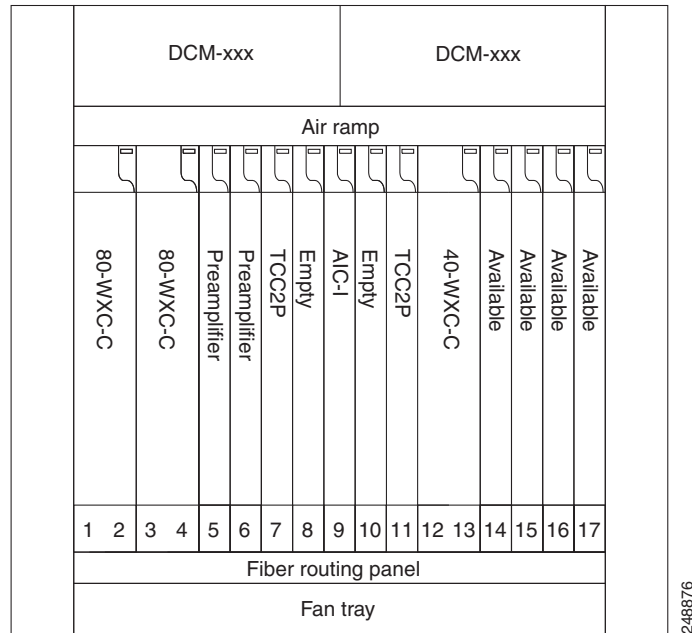 DCM-xxx DCM-xxx
Air ramp
80-WXC-C
80-WXC-C
Preamplifier
Preamplifier
TCC2P
Empty
AIC-I
Empty
TCC2P
40-WXC-C
Available
Available
Available
Available
1 2 3 4 5 6 7 8 9 10 11 12 13 14 15 16 17
Fiber routing panel
Fan tray
248876